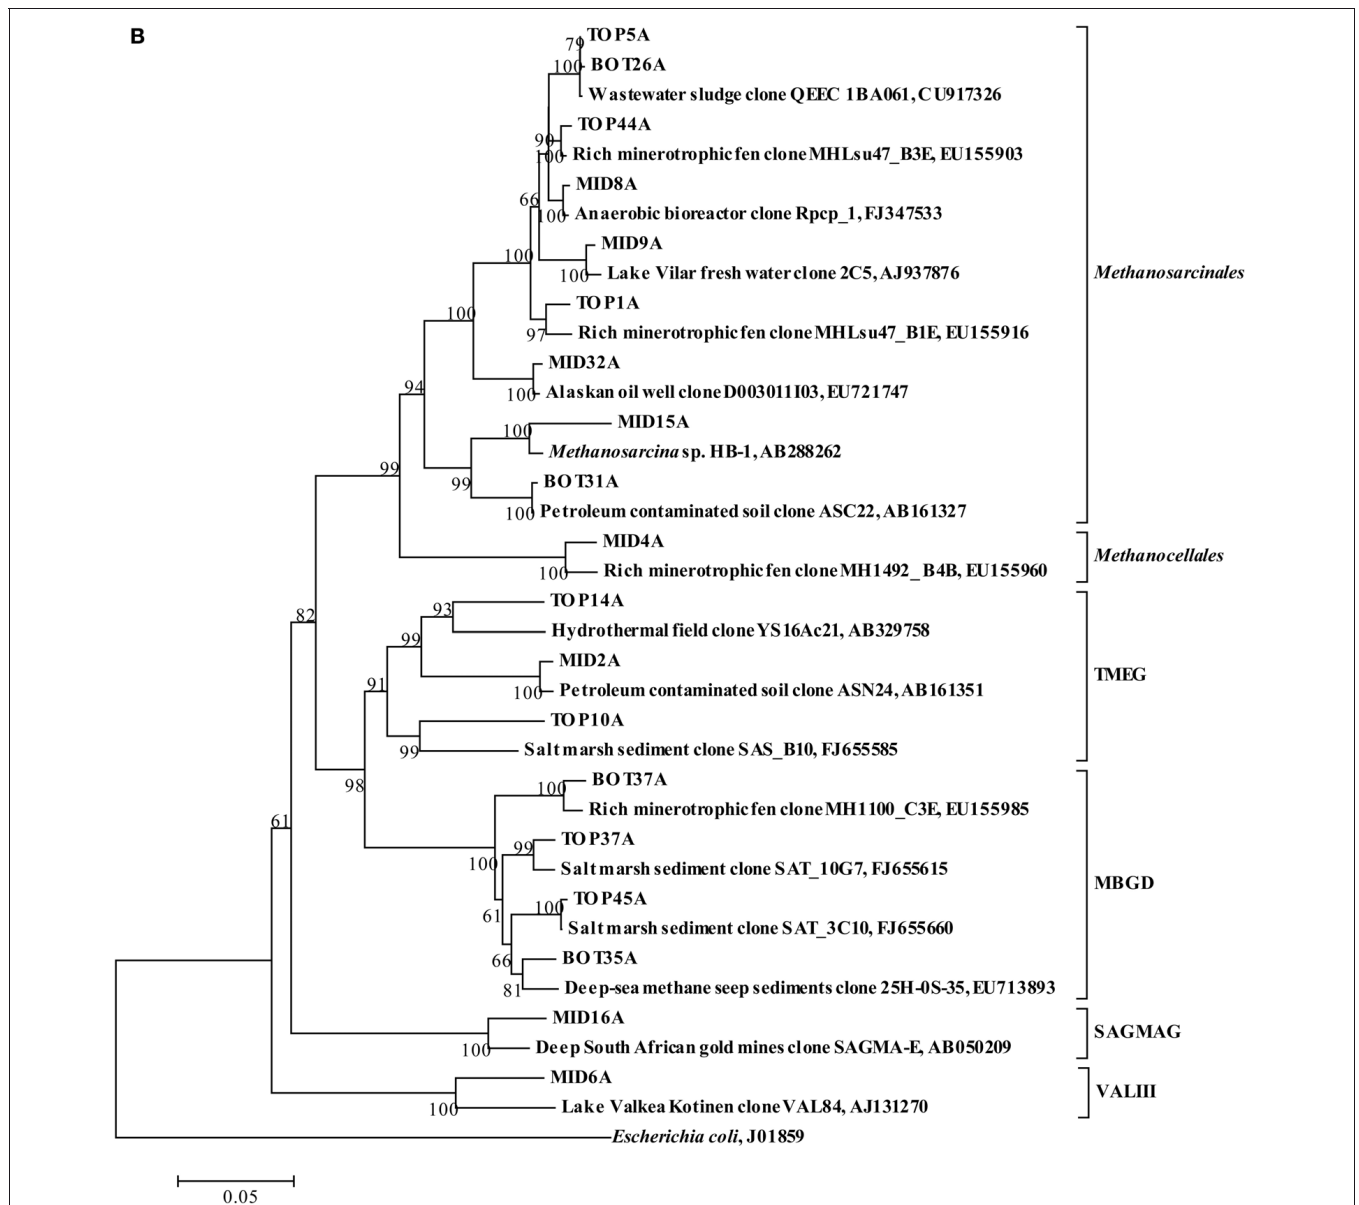 B
TOP5A
79
100
BOT26A
Wastewater sludge clone QEEC 1BA061, CU917326
TOP44A
90
100
Rich minerotrophic fen clone MHLsu47_B3E, EU155903
MID8A
66
100
Anaerobic bioreactor clone Rpcp_1, FJ347533
MID9A
100
100
Lake Vilar fresh water clone 2C5, AJ937876
Methanosarcinales
TOP1A
100
97
Rich minerotrophic fen clone MHLsu47_B1E, EU155916
MID32A
94
100
Alaskan oil well clone D003011I03, EU721747
MID15A
100
Methanosarcina sp. HB-1, AB288262
99
99
BOT31A
100
Petroleum contaminated soil clone ASC22, AB161327
MID4A
Methanocellales
100
Rich minerotrophic fen clone MH1492_B4B, EU155960
TOP14A
82
93
Hydrothermal field clone YS16Ac21, AB329758
99
MID2A
TMEG
91
100
Petroleum contaminated soil clone ASN24, AB161351
TOP10A
99
Salt marsh sediment clone SAS_B10, FJ655585
98
BOT37A
100
Rich minerotrophic fen clone MH1100_C3E, EU155985
61
TOP37A
99
100
Salt marsh sediment clone SAT_10G7, FJ655615
MBGD
TOP45A
100
61
Salt marsh sediment clone SAT_3C10, FJ655660
BOT35A
66
81
Deep-sea methane seep sediments clone 25H-0S-35, EU713893
MID16A
SAGMAG
100
Deep South African gold mines clone SAGMA-E, AB050209
MID6A
VALIII
100
Lake Valkea Kotinen clone VAL84, AJ131270
Escherichia coli, J01859
0.05